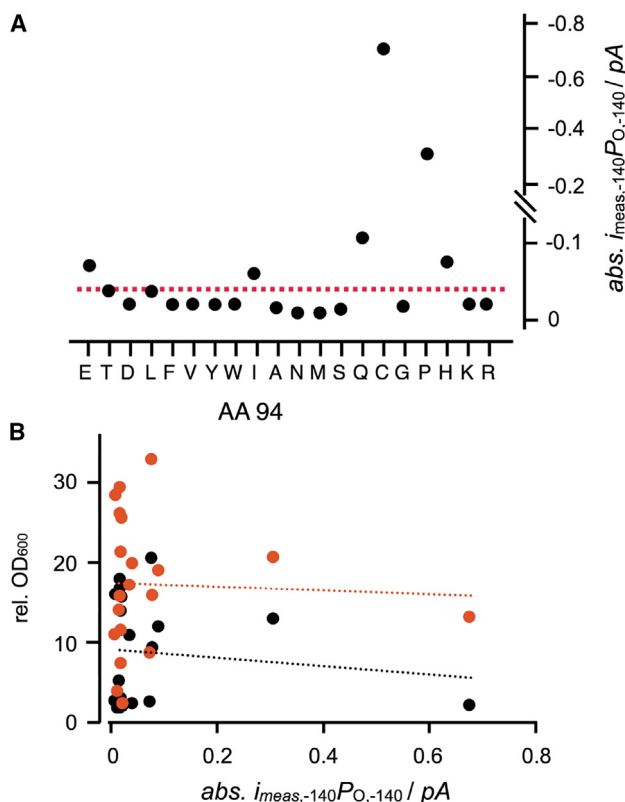 A
-0.8
-0.6
-0.4
-0.2
-0.1
0
abs. imeas,-140PO,-140 / pA
E T D L F V Y W I A N M S Q C G P H K R
AA 94
B
30
20
10
0
rel. OD600
0 0.2 0.4 0.6 0.8
abs. imeas,-140PO,-140 / pA